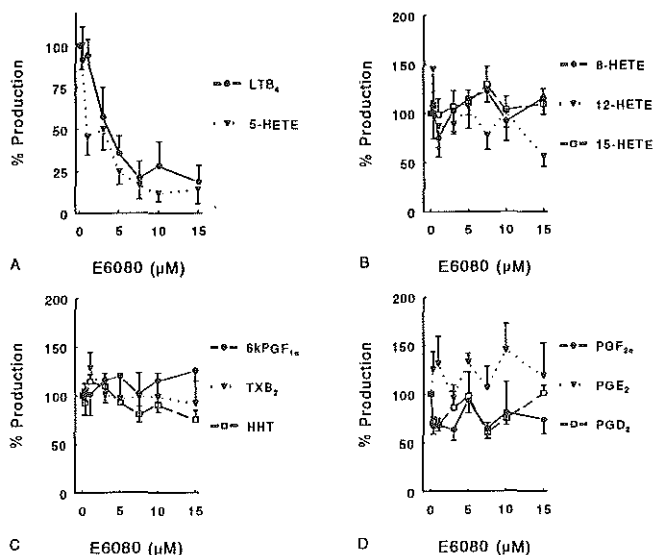 100
75
50
25
0
% Production
0
5
10
15
E6080 (µM)
A
LTB4
5-HETE
200
150
100
50
0
% Production
0
5
10
15
E6080 (µM)
B
8-HETE
12-HETE
15-HETE
200
150
100
50
0
% Production
0
5
10
15
E6080 (µM)
C
6kPGF1α
TXB2
HHT
200
150
100
50
0
% Production
0
5
10
15
E6080 (µM)
D
PGF2α
PGE2
PGD2